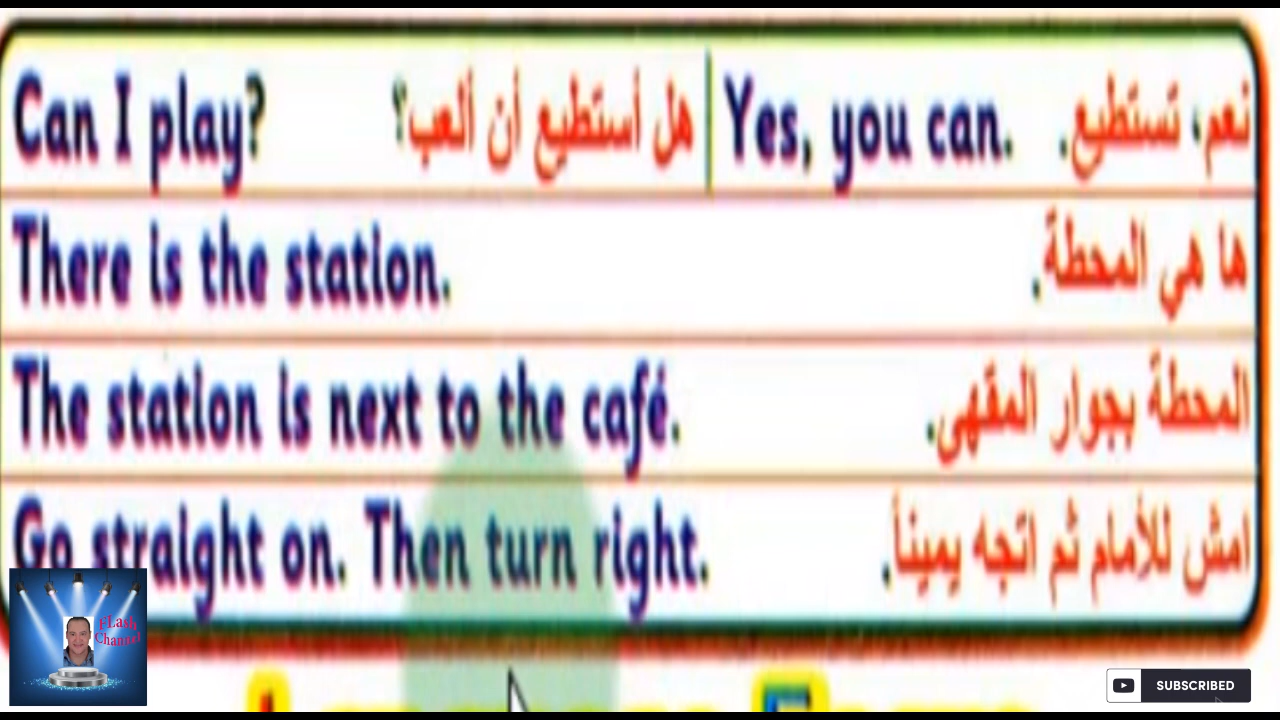 Can I play? هل أستطيع أن ألعب؟ Yes, you can. نعم، تستطيع.
There is the station. ها هي المحطة.
The station is next to the café. المحطة بجوار المقهى.
Go straight on. Then turn right. امش للأمام ثم اتجه يميناً.
FLash
Channel
SUBSCRIBED